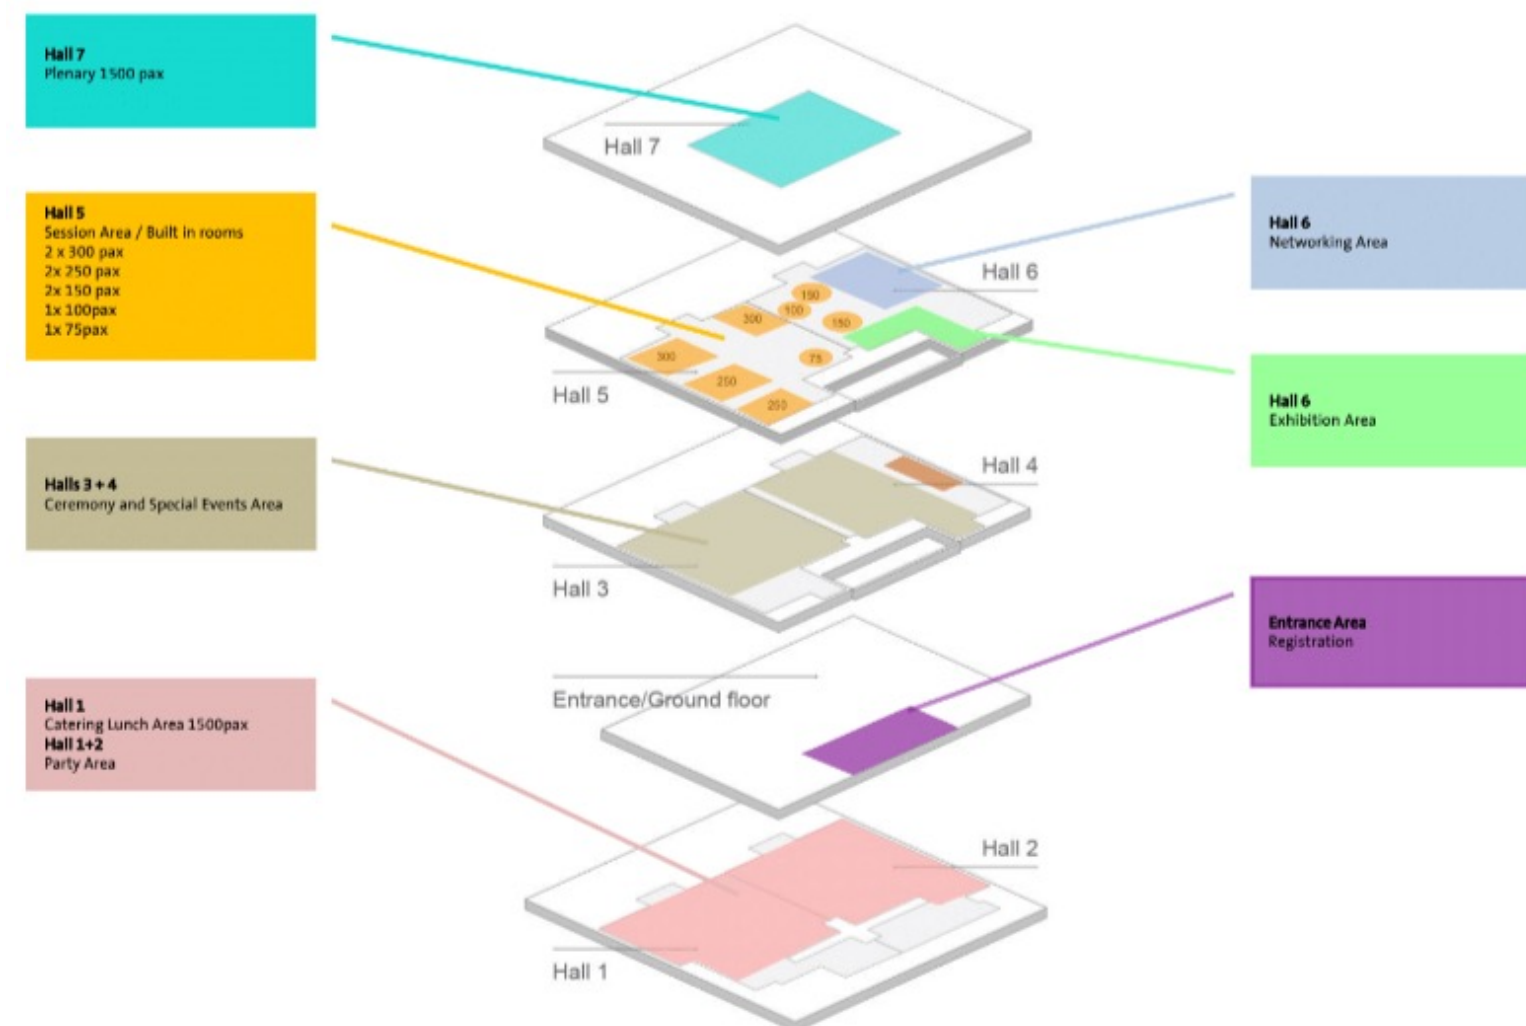 Hall 7
Plenary 1500 pax
Hall 7
Hall 5
Session Area / Built in rooms
2 x 300 pax
2x 250 pax
2x 150 pax
1x 100pax
1x 75pax
Hall 6
Networking Area
Hall 6
150
100
300
150
300
75
250
250
Hall 5
Hall 6
Exhibition Area
Halls 3 + 4
Ceremony and Special Events Area
Hall 4
Hall 3
Entrance Area
Registration
Entrance/Ground floor
Hall 1
Catering Lunch Area 1500pax
Hall 1+2
Party Area
Hall 2
Hall 1